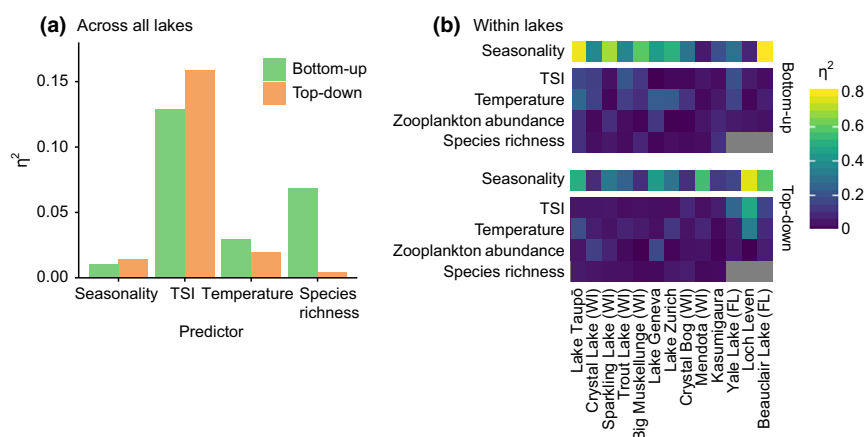 (a) Across all lakes
η²
0.15
0.10
0.05
0.00
Bottom-up
Top-down
Seasonality TSI Temperature Species
richness
Predictor
(b) Within lakes
Seasonality
TSI
Temperature
Zooplankton abundance
Species richness
Bottom-up
Seasonality
TSI
Temperature
Zooplankton abundance
Species richness
Top-down
Lake Taupō
Crystal Lake (WI)
Sparkling Lake (WI)
Trout Lake (WI)
Big Muskellunge (WI)
Lake Geneva
Lake Zurich
Crystal Bog (WI)
Mendota (WI)
Kasumigaura
Yale Lake (FL)
Loch Leven
Beauclair Lake (FL)
η²
0.8
0.6
0.4
0.2
0